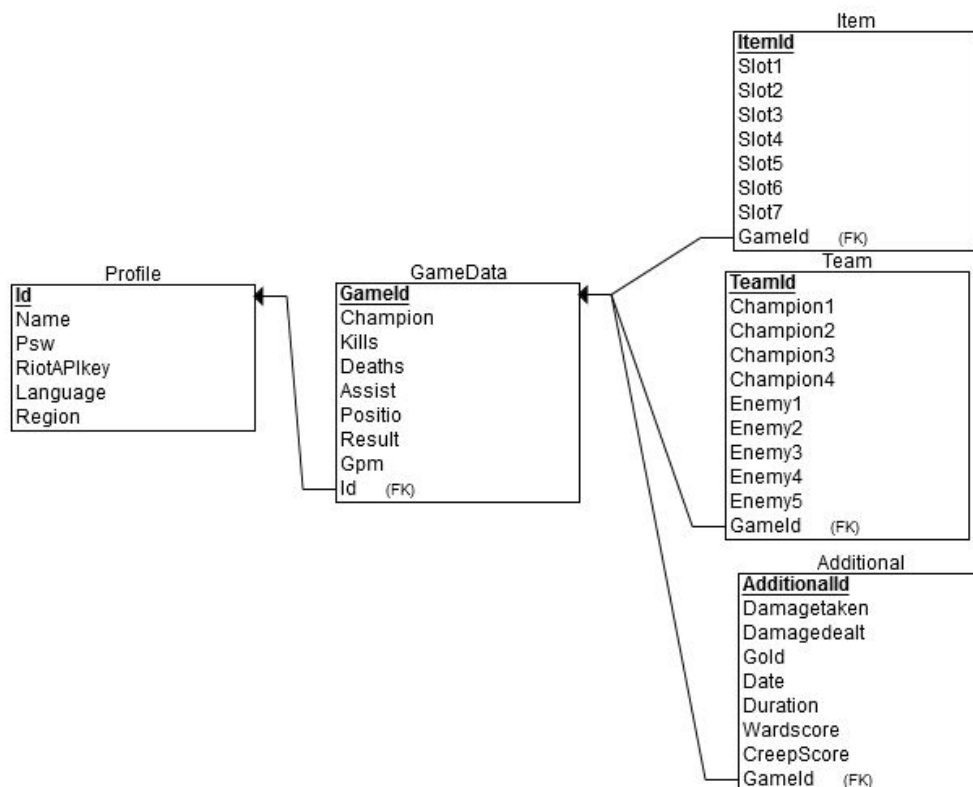 Profile
Id
Name
Psw
RiotAPIkey
Language
Region
GameData
GameId
Champion
Kills
Deaths
Assist
Positio
Result
Gpm
Id (FK)
Item
ItemId
Slot1
Slot2
Slot3
Slot4
Slot5
Slot6
Slot7
GameId (FK)
Team
TeamId
Champion1
Champion2
Champion3
Champion4
Enemy1
Enemy2
Enemy3
Enemy4
Enemy5
GameId (FK)
Additional
AdditionalId
Damagetaken
Damagedealt
Gold
Date
Duration
Wardscore
CreepScore
GameId (FK)